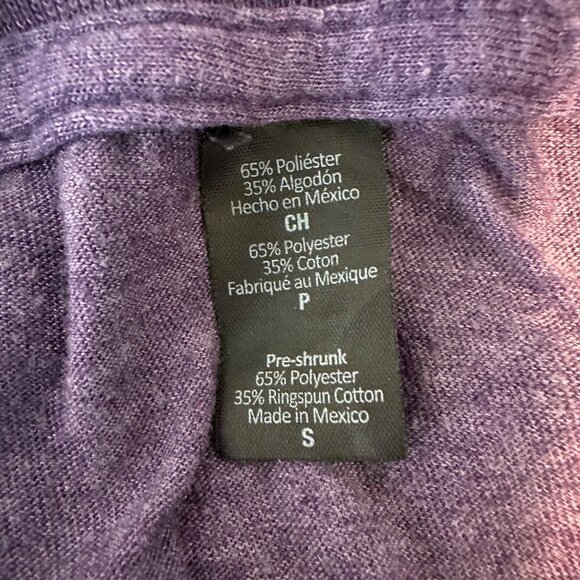 65% Poliéster
35% Algodón
Hecho en México
CH
65% Polyester
35% Coton
Fabriqué au Mexique
P
Pre-shrunk
65% Polyester
35% Ringspun Cotton
Made in Mexico
S